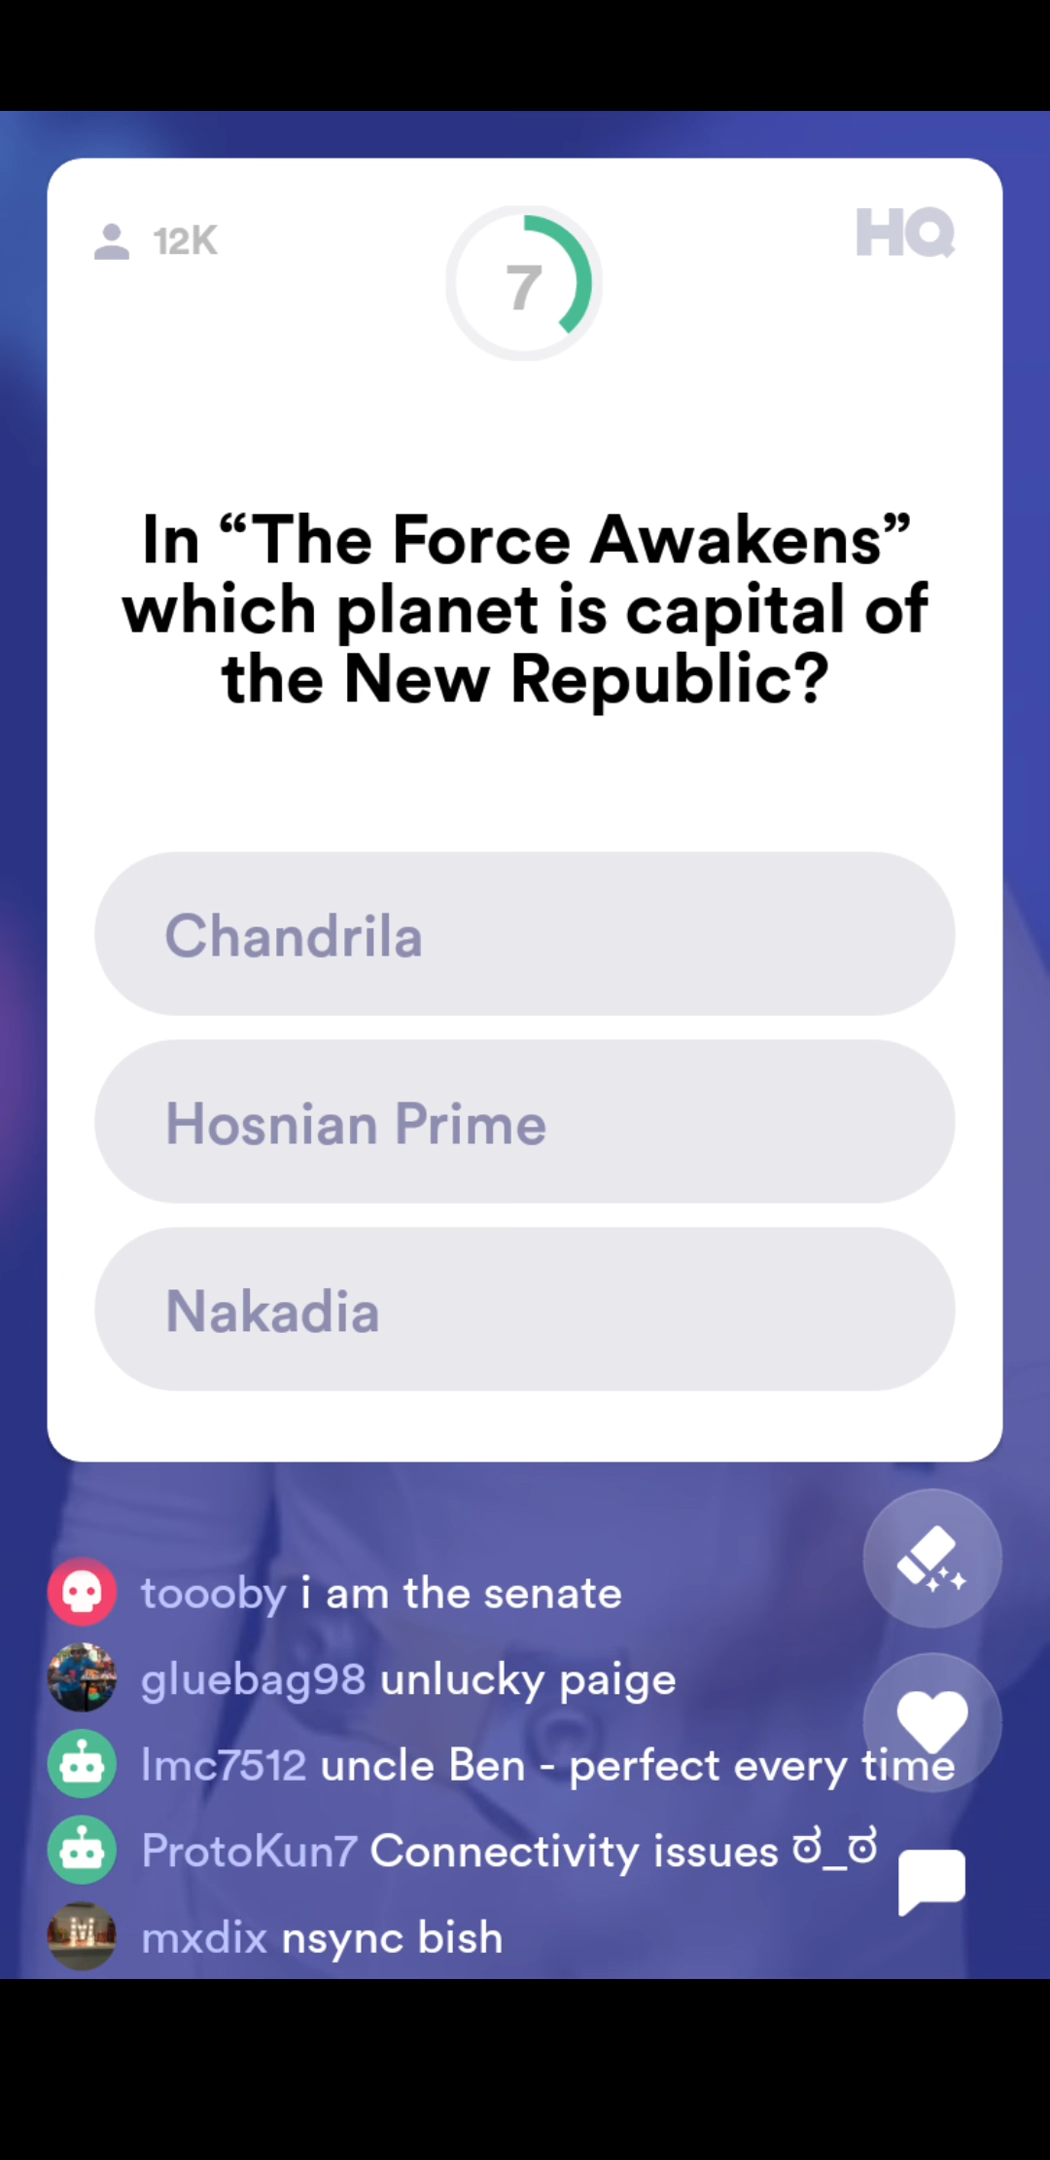 12K
7
HQ
In “The Force Awakens”
which planet is capital of
the New Republic?
Chandrila
Hosnian Prime
Nakadia
toooby i am the senate
gluebag98 unlucky paige
lmc7512 uncle Ben - perfect every time
ProtoKun7 Connectivity issues ಠ_ಠ
mxdix nsync bish